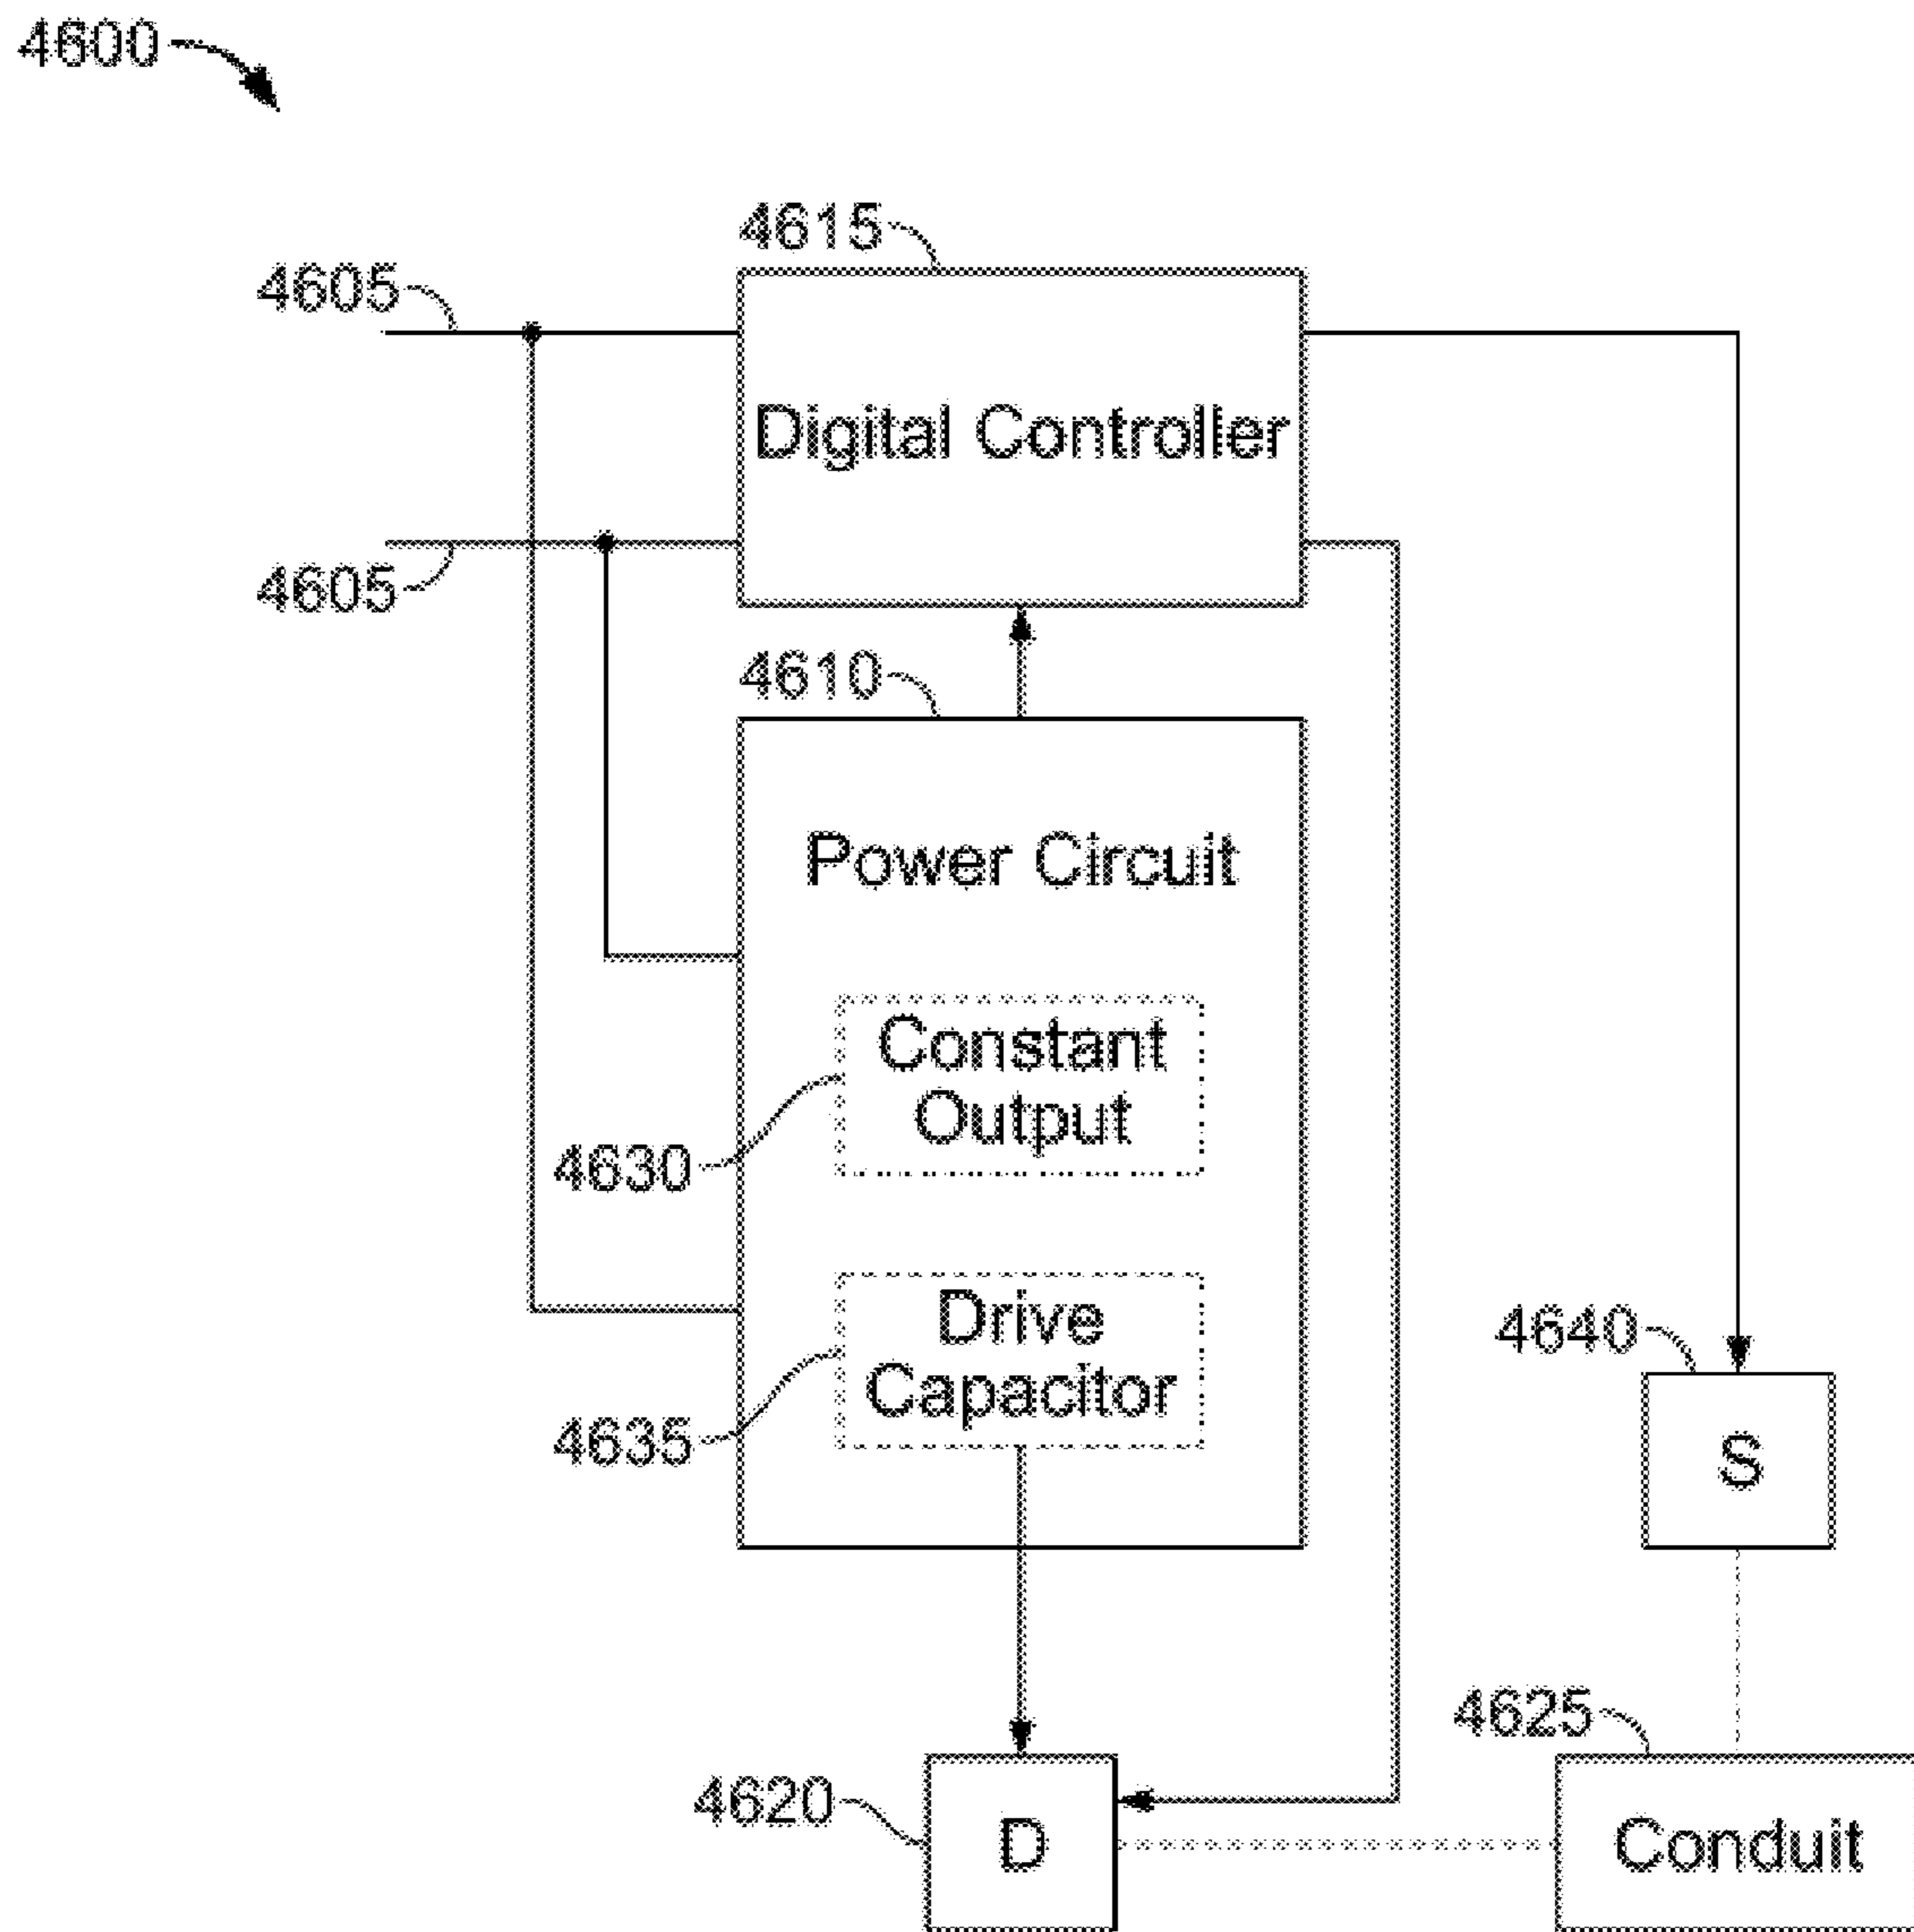 4600
4615
4605
Digital Controller
4605
4610
Power Circuit
Constant
Output
4630
Drive
Capacitor
4635
4640
S
4625
4620
D
Conduit